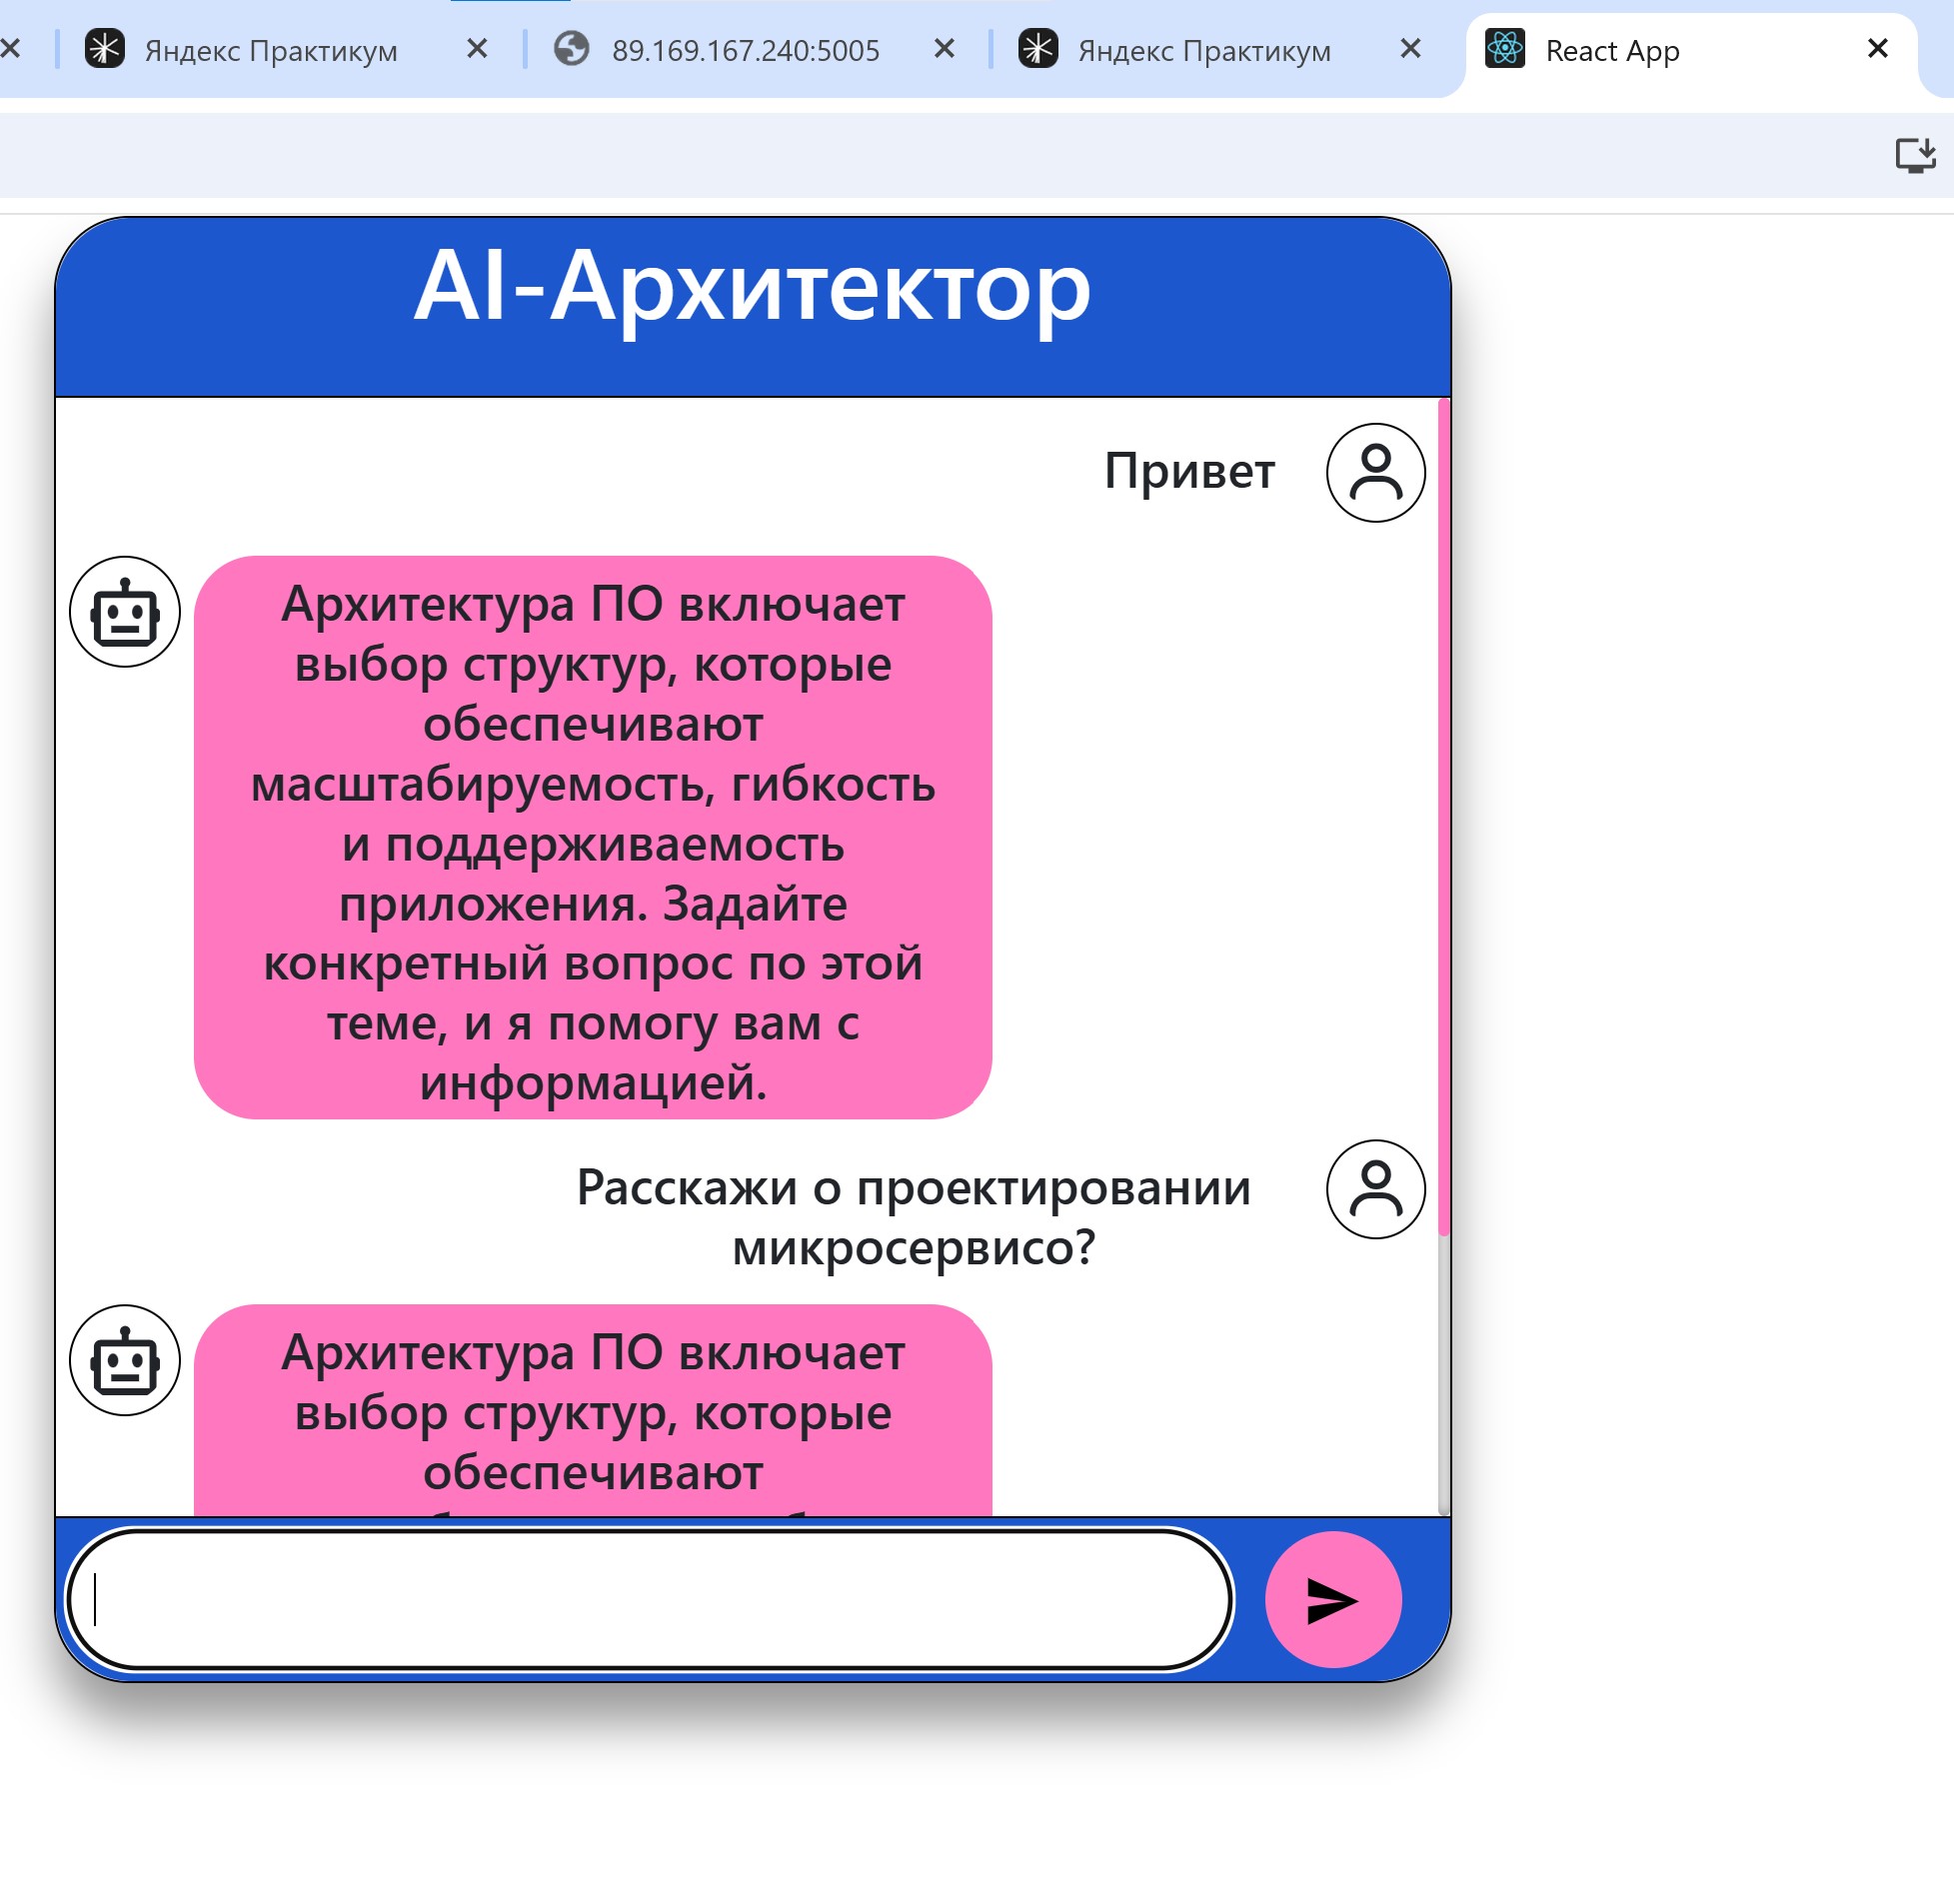 Яндекс Практикум
89.169.167.240:5005
Яндекс Практикум
React App
AI-Архитектор
Привет
Архитектура ПО включает
выбор структур, которые
обеспечивают
масштабируемость, гибкость
и поддерживаемость
приложения. Задайте
конкретный вопрос по этой
теме, и я помогу вам с
информацией.
Расскажи о проектировании
микросервисо?
Архитектура ПО включает
выбор структур, которые
обеспечивают